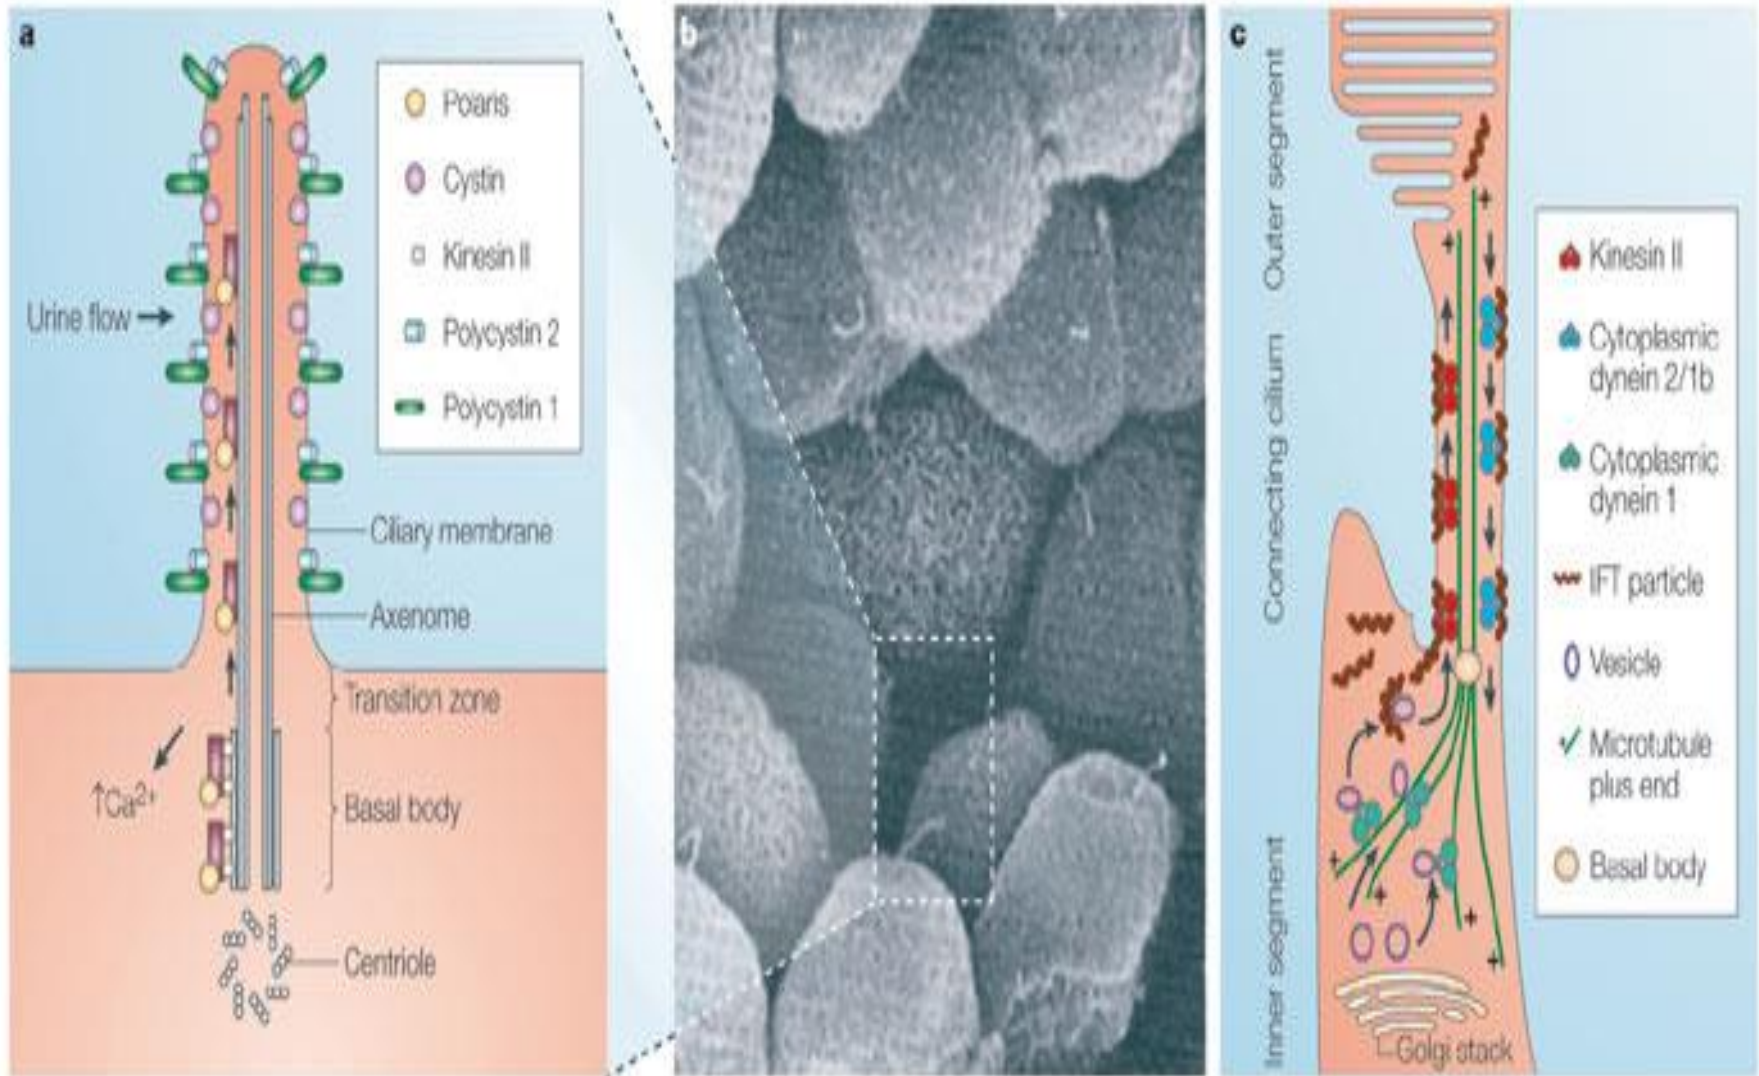 a
Polaris
Cystin
Kinesin II
Polycystin 2
Polycystin 1
Urine flow
Ciliary membrane
Axenome
Transition zone
Basal body
↑Ca2+
Centriole
b
c
Outer segment
Connecting cilium
Inner segment
Kinesin II
Cytoplasmic
dynein 2/1b
Cytoplasmic
dynein 1
IFT particle
Vesicle
Microtubule
plus end
Basal body
+
+
+
+
+
+
Golgi stack